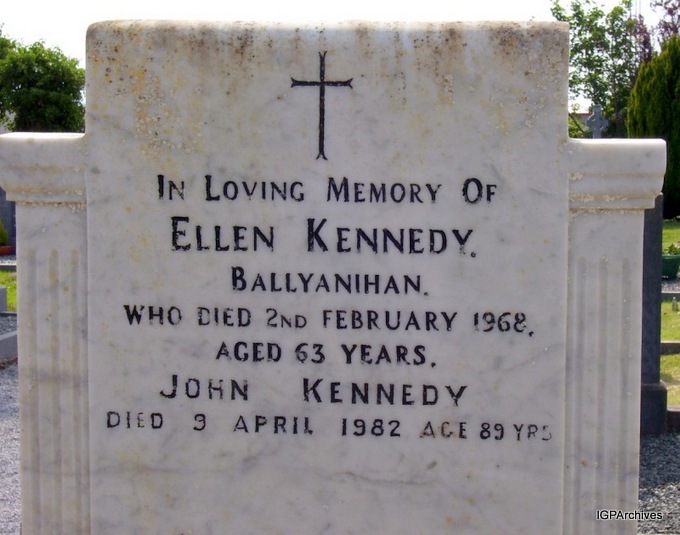 In Loving Memory Of
Ellen Kennedy.
Ballyanihan.
who died 2nd February 1968.
aged 63 years.
John Kennedy
died 9 April 1982 age 89 yrs
IGPArchives